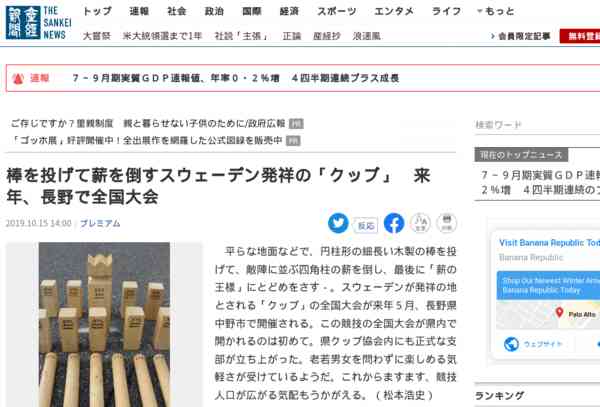 産経新聞
THE SANKEI NEWS
トップ 速報 社会 政治 国際 経済 スポーツ エンタメ ライフ もっと
大嘗祭 米大統領選まで1年 社説「主張」 正論 産経抄 浪速風
会員限定記事 無料登録
速報 7-9月期実質GDP速報値、年率0・2%増 4四半期連続プラス成長
ご存じですか?里親制度 親と暮らせない子供のために/政府広報 PR
「ゴッホ展」好評開催中!全出展作を網羅した公式図録を販売中 PR
検索ワード
現在のトップニュース
7-9月期実質GDP速報
2%増 4四半期連続のプ
棒を投げて薪を倒すスウェーデン発祥の「クップ」 来
年、長野で全国大会
2019.10.15 14:00 プレミアム
反応
文字
印刷
平らな地面などで、円柱形の細長い木製の棒を投
げて、敵陣に並ぶ四角柱の薪を倒し、最後に「薪の
王様」にとどめをさす-。スウェーデンが発祥の地
とされる「クップ」の全国大会が来年5月、長野県
中野市で開催される。この競技の全国大会が県内で
開かれるのは初めて。県クップ協会内にも正式な支
部が立ち上がった。老若男女を問わずに楽しめる気
軽さが受けているようだ。これからますます、競技
人口が広がる気配もうかがえる。(松本浩史)
Visit Banana Republic Tod
Banana Republic
Shop Our Newest Winter Arriv
Banana Republic Today
Palo Alto
ウェブサイト
ランキング